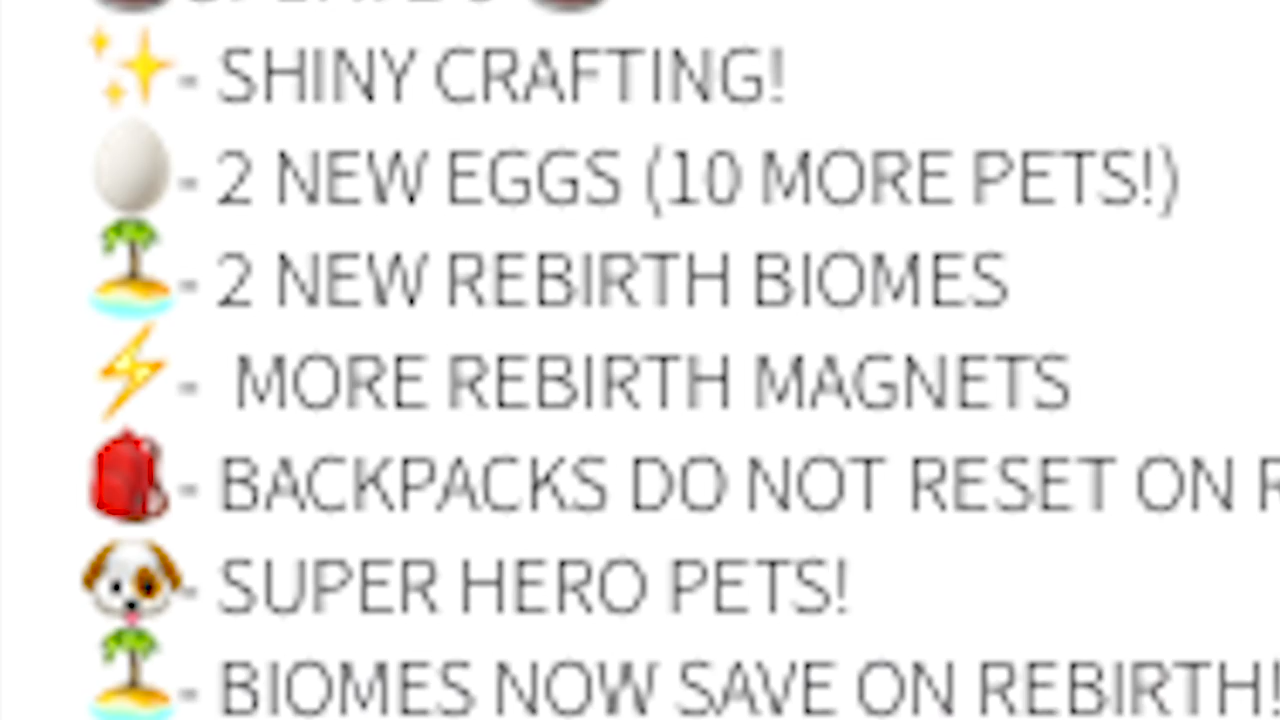 ✨- SHINY CRAFTING!
🥚- 2 NEW EGGS (10 MORE PETS!)
🏝️- 2 NEW REBIRTH BIOMES
⚡- MORE REBIRTH MAGNETS
🎒- BACKPACKS DO NOT RESET ON
🐶- SUPER HERO PETS!
🏝️- BIOMES NOW SAVE ON REBIRTH!